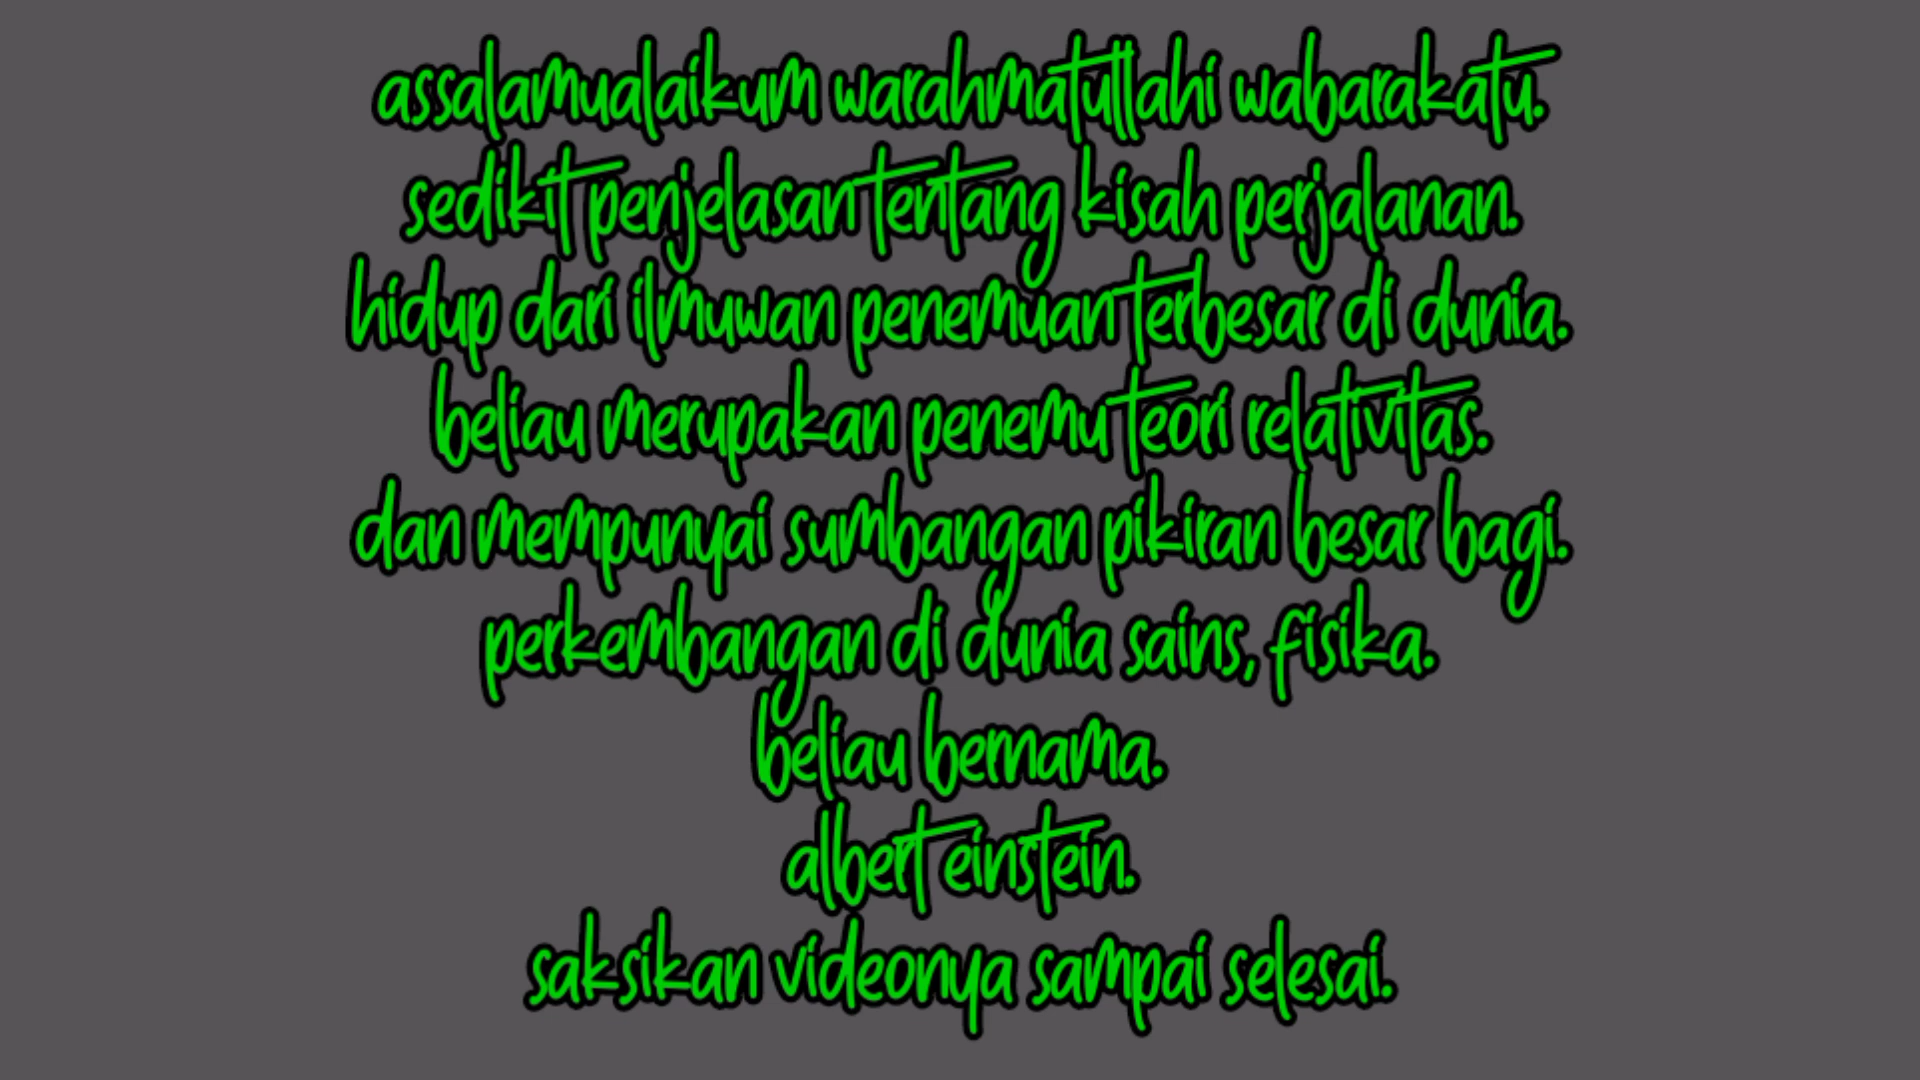 assalamualaikum warahmatullahi wabarakatu.
sedikit penjelasan tentang kisah perjalanan.
hidup dari ilmuwan penemuan terbesar di dunia.
beliau merupakan penemu teori relativitas.
dan mempunyai sumbangan pikiran besar bagi.
perkembangan di dunia sains, fisika.
beliau bernama.
albert einstein.
saksikan videonya sampai selesai.